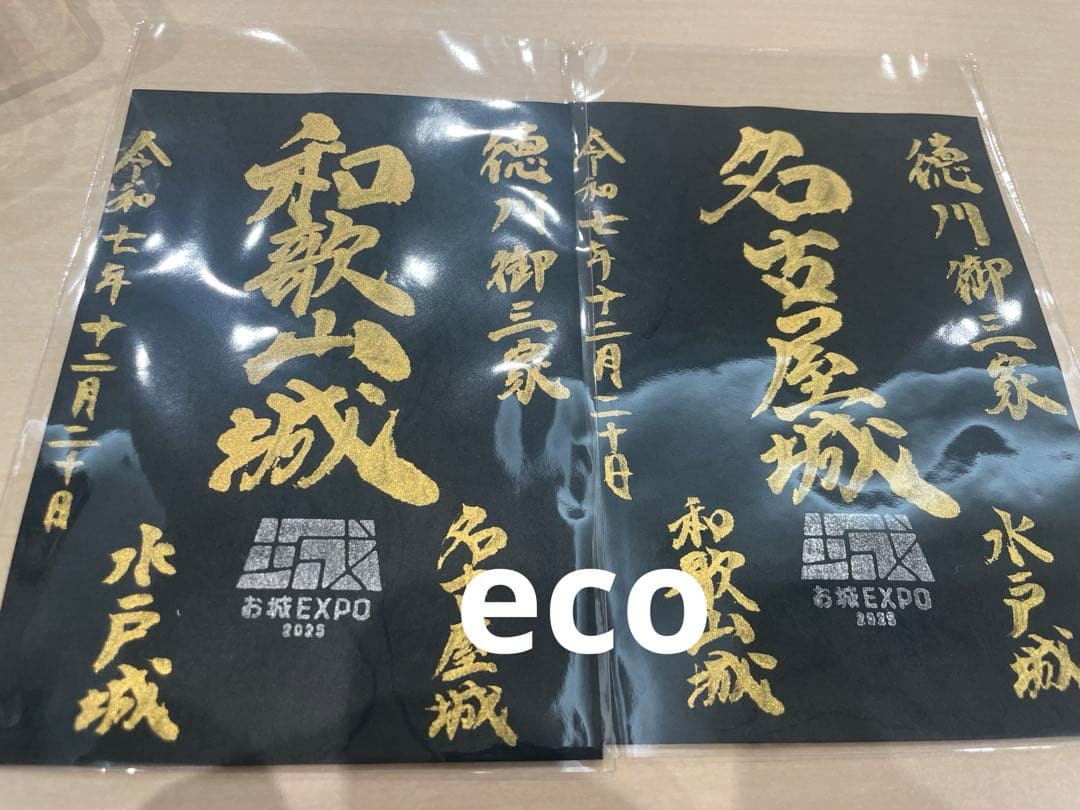 徳川御三家
和歌山城
令和七年十二月二十日
名古屋城
水戸城
城
お城EXPO
2025
徳川御三家
名古屋城
令和七年十二月二十日
水戸城
和歌山城
城
お城EXPO
2025
eco